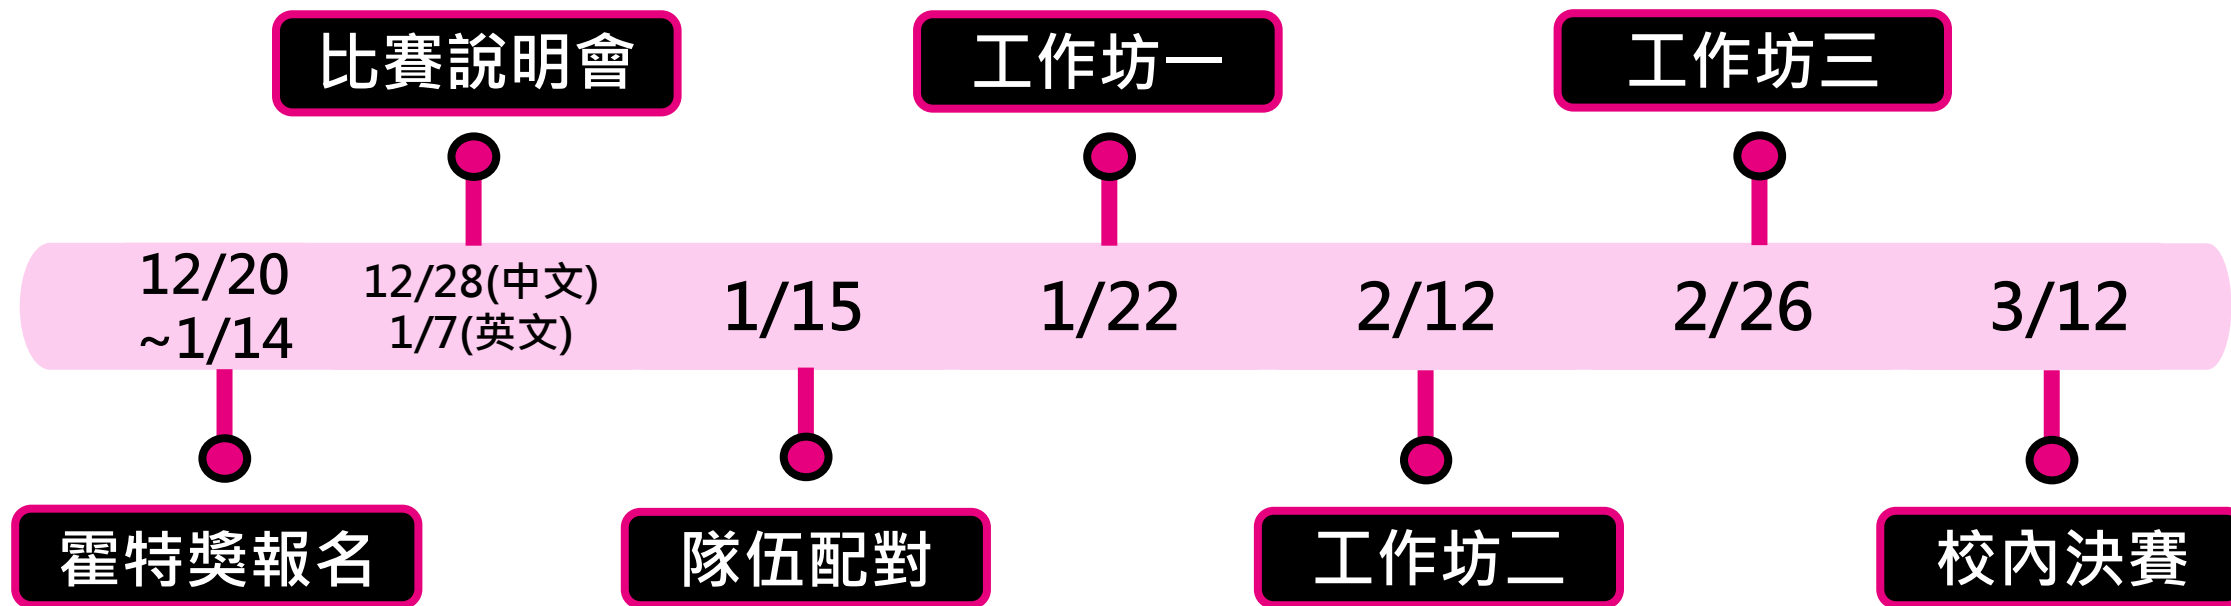 比賽說明會
工作坊一
工作坊三
12/20
~1/14
12/28(中文)
1/7(英文)
1/15
1/22
2/12
2/26
3/12
霍特獎報名
隊伍配對
工作坊二
校內決賽